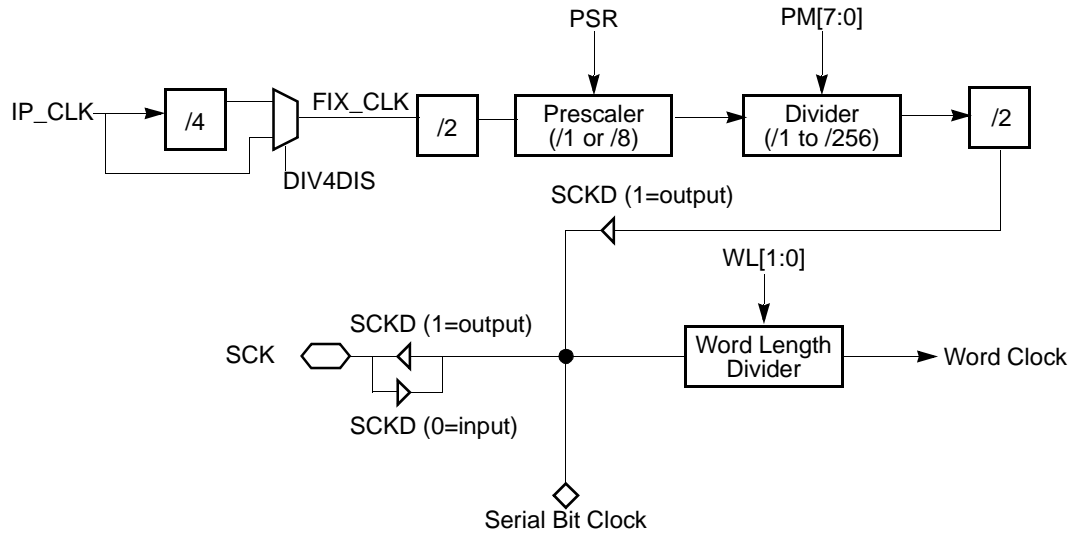 PSR
PM[7:0]
IP_CLK
/4
FIX_CLK
/2
Prescaler
(/1 or /8)
Divider
(/1 to /256)
/2
DIV4DIS
SCKD (1=output)
WL[1:0]
SCKD (1=output)
SCK
Word Length
Divider
Word Clock
SCKD (0=input)
Serial Bit Clock